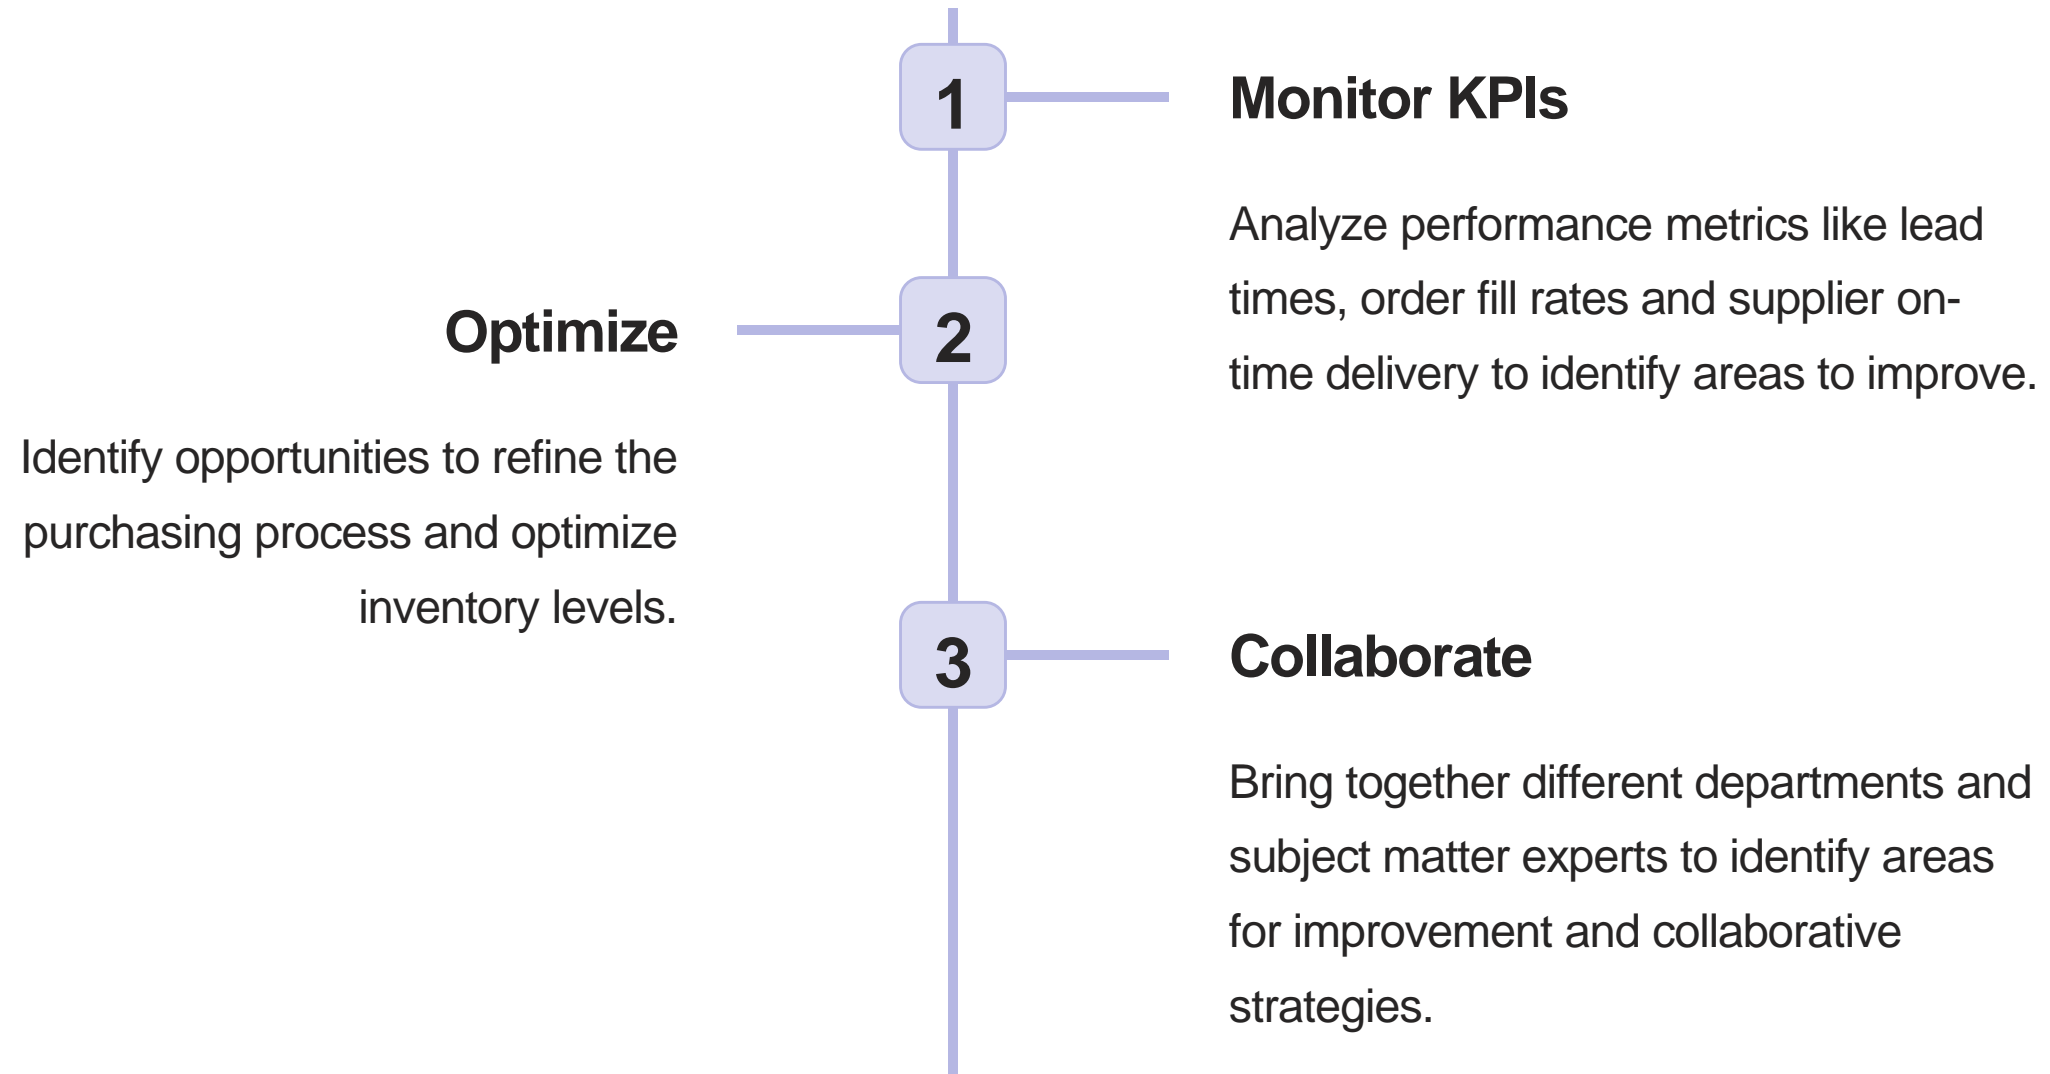 1
Monitor KPIs
Analyze performance metrics like lead
times, order fill rates and supplier on-
time delivery to identify areas to improve.
2
Optimize
Identify opportunities to refine the
purchasing process and optimize
inventory levels.
3
Collaborate
Bring together different departments and
subject matter experts to identify areas
for improvement and collaborative
strategies.